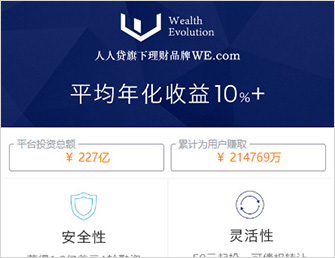 Wealth
Evolution
人人贷旗下理财品牌WE.com
平均年化收益10%+
平台投资总额
¥ 227亿
累计为用户赚取
¥ 214769万
安全性
灵活性